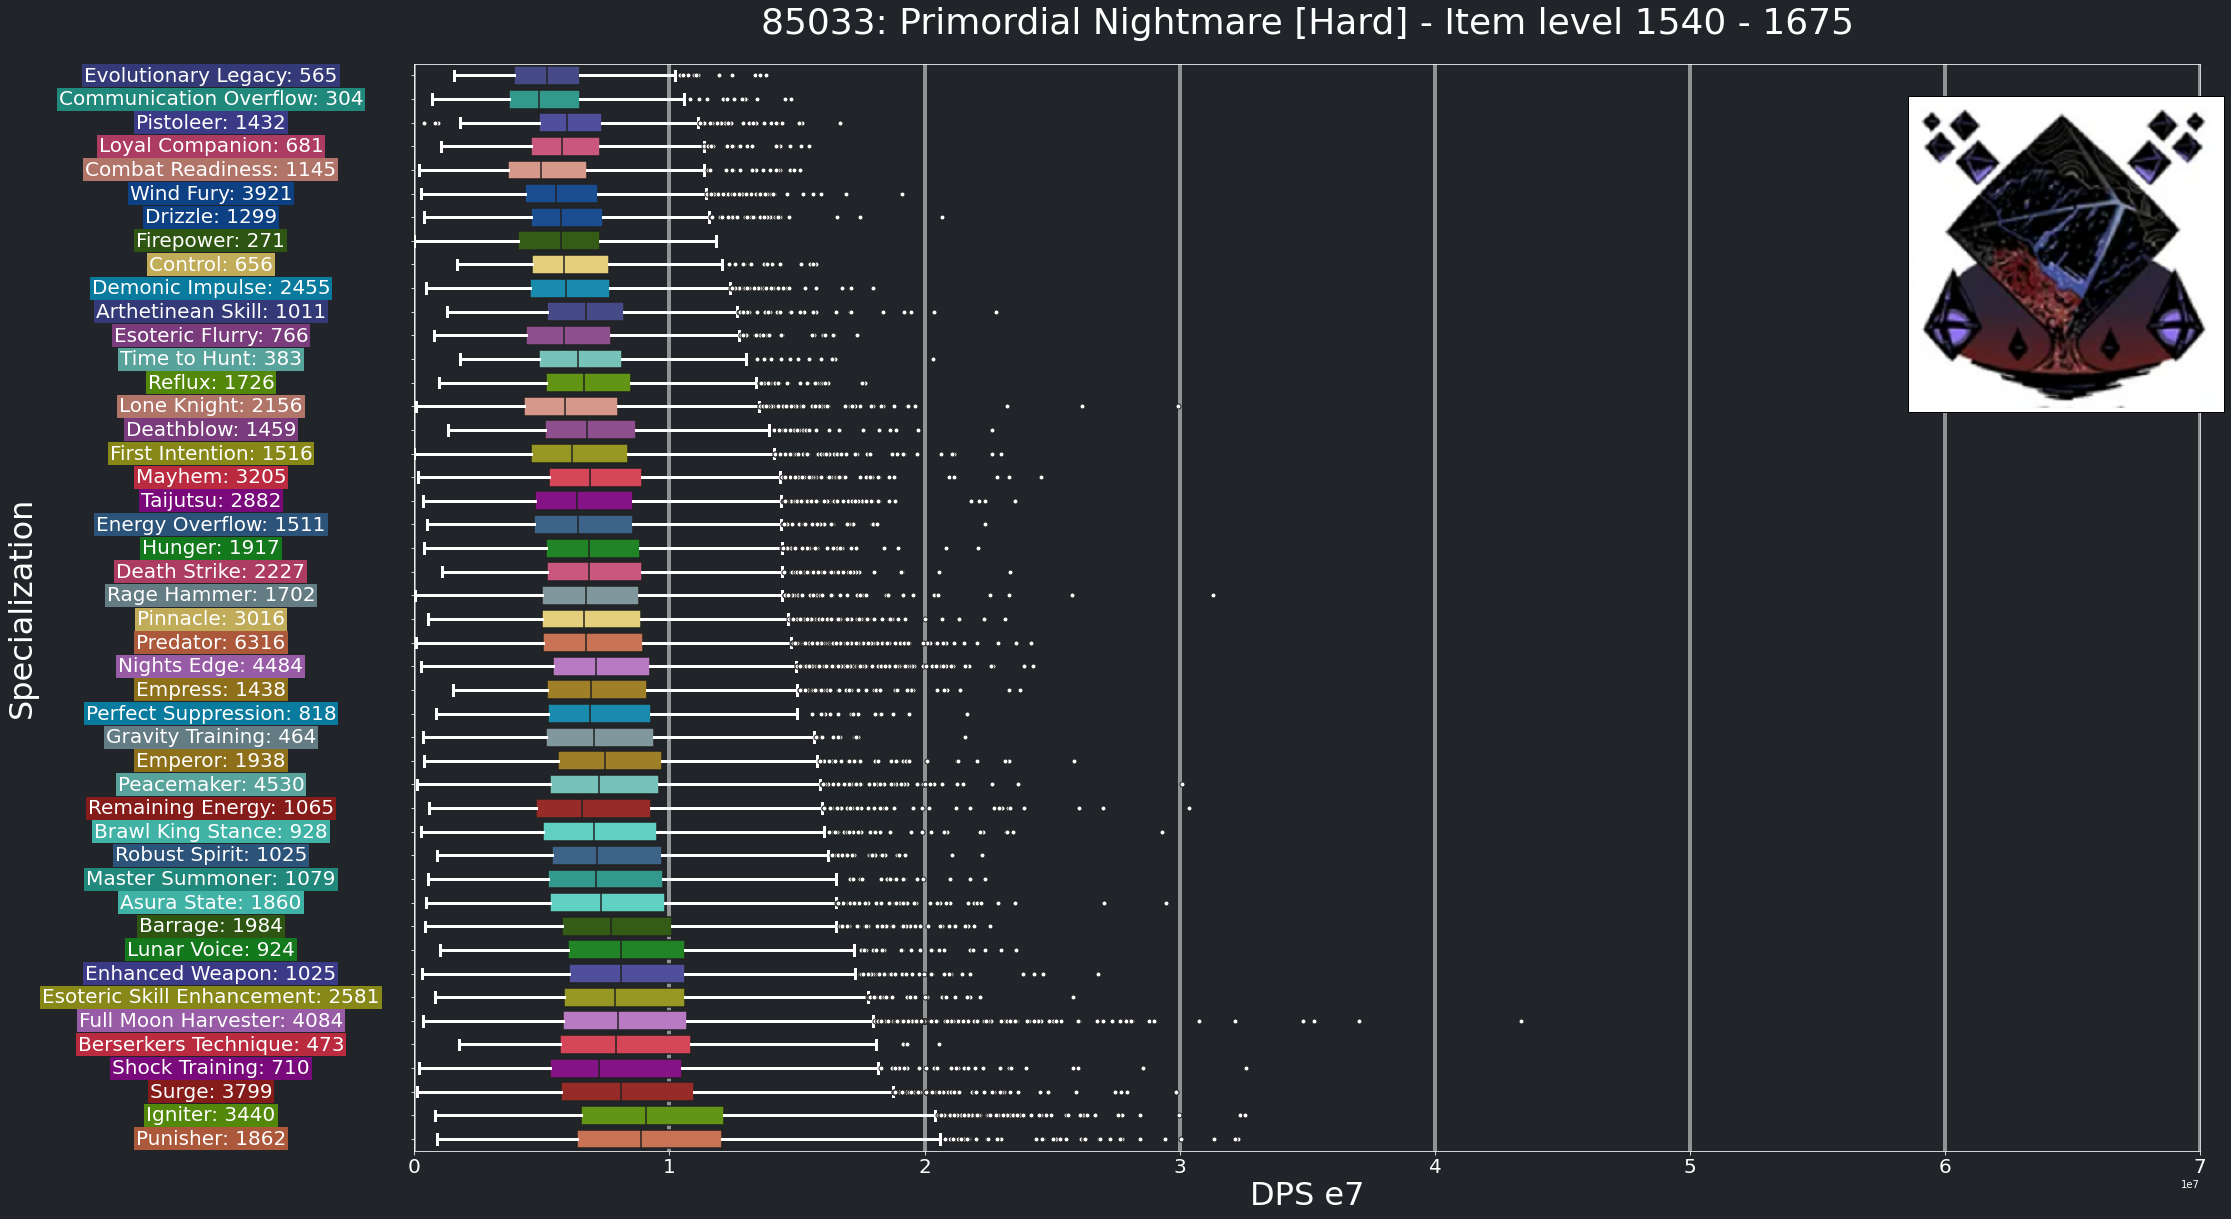 85033: Primordial Nightmare [Hard] - Item level 1540 - 1675
Specialization
Evolutionary Legacy: 565
Communication Overflow: 304
Pistoleer: 1432
Loyal Companion: 681
Combat Readiness: 1145
Wind Fury: 3921
Drizzle: 1299
Firepower: 271
Control: 656
Demonic Impulse: 2455
Arthetinean Skill: 1011
Esoteric Flurry: 766
Time to Hunt: 383
Reflux: 1726
Lone Knight: 2156
Deathblow: 1459
First Intention: 1516
Mayhem: 3205
Taijutsu: 2882
Energy Overflow: 1511
Hunger: 1917
Death Strike: 2227
Rage Hammer: 1702
Pinnacle: 3016
Predator: 6316
Nights Edge: 4484
Empress: 1438
Perfect Suppression: 818
Gravity Training: 464
Emperor: 1938
Peacemaker: 4530
Remaining Energy: 1065
Brawl King Stance: 928
Robust Spirit: 1025
Master Summoner: 1079
Asura State: 1860
Barrage: 1984
Lunar Voice: 924
Enhanced Weapon: 1025
Esoteric Skill Enhancement: 2581
Full Moon Harvester: 4084
Berserkers Technique: 473
Shock Training: 710
Surge: 3799
Igniter: 3440
Punisher: 1862
0 1 2 3 4 5 6 7
1e7
DPS e7